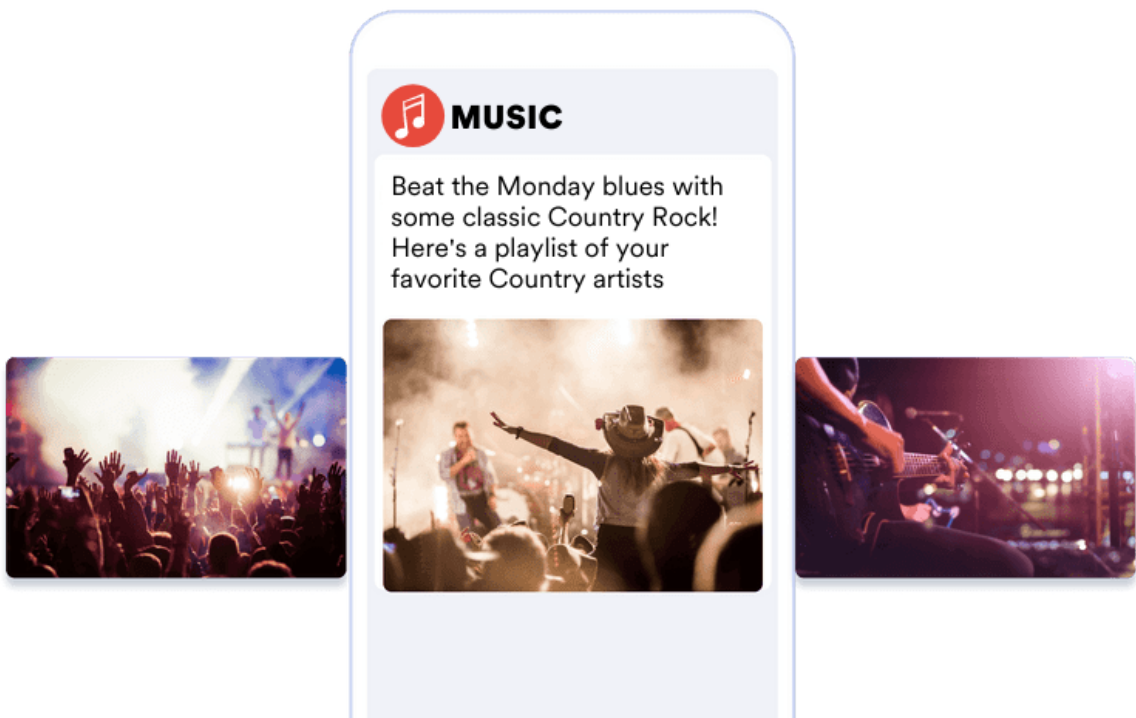 MUSIC
Beat the Monday blues with
some classic Country Rock!
Here's a playlist of your
favorite Country artists